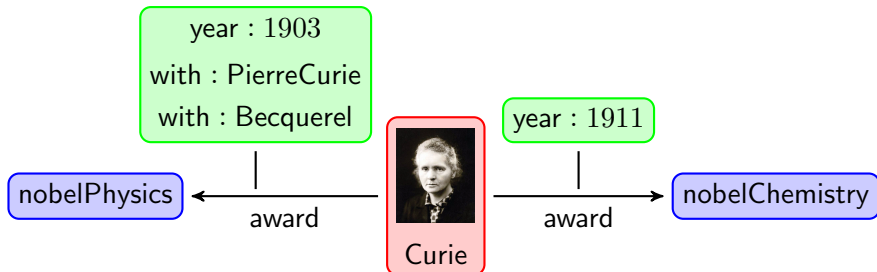 year : 1903
with : PierreCurie
with : Becquerel
year : 1911
nobelPhysics
award
Curie
award
nobelChemistry